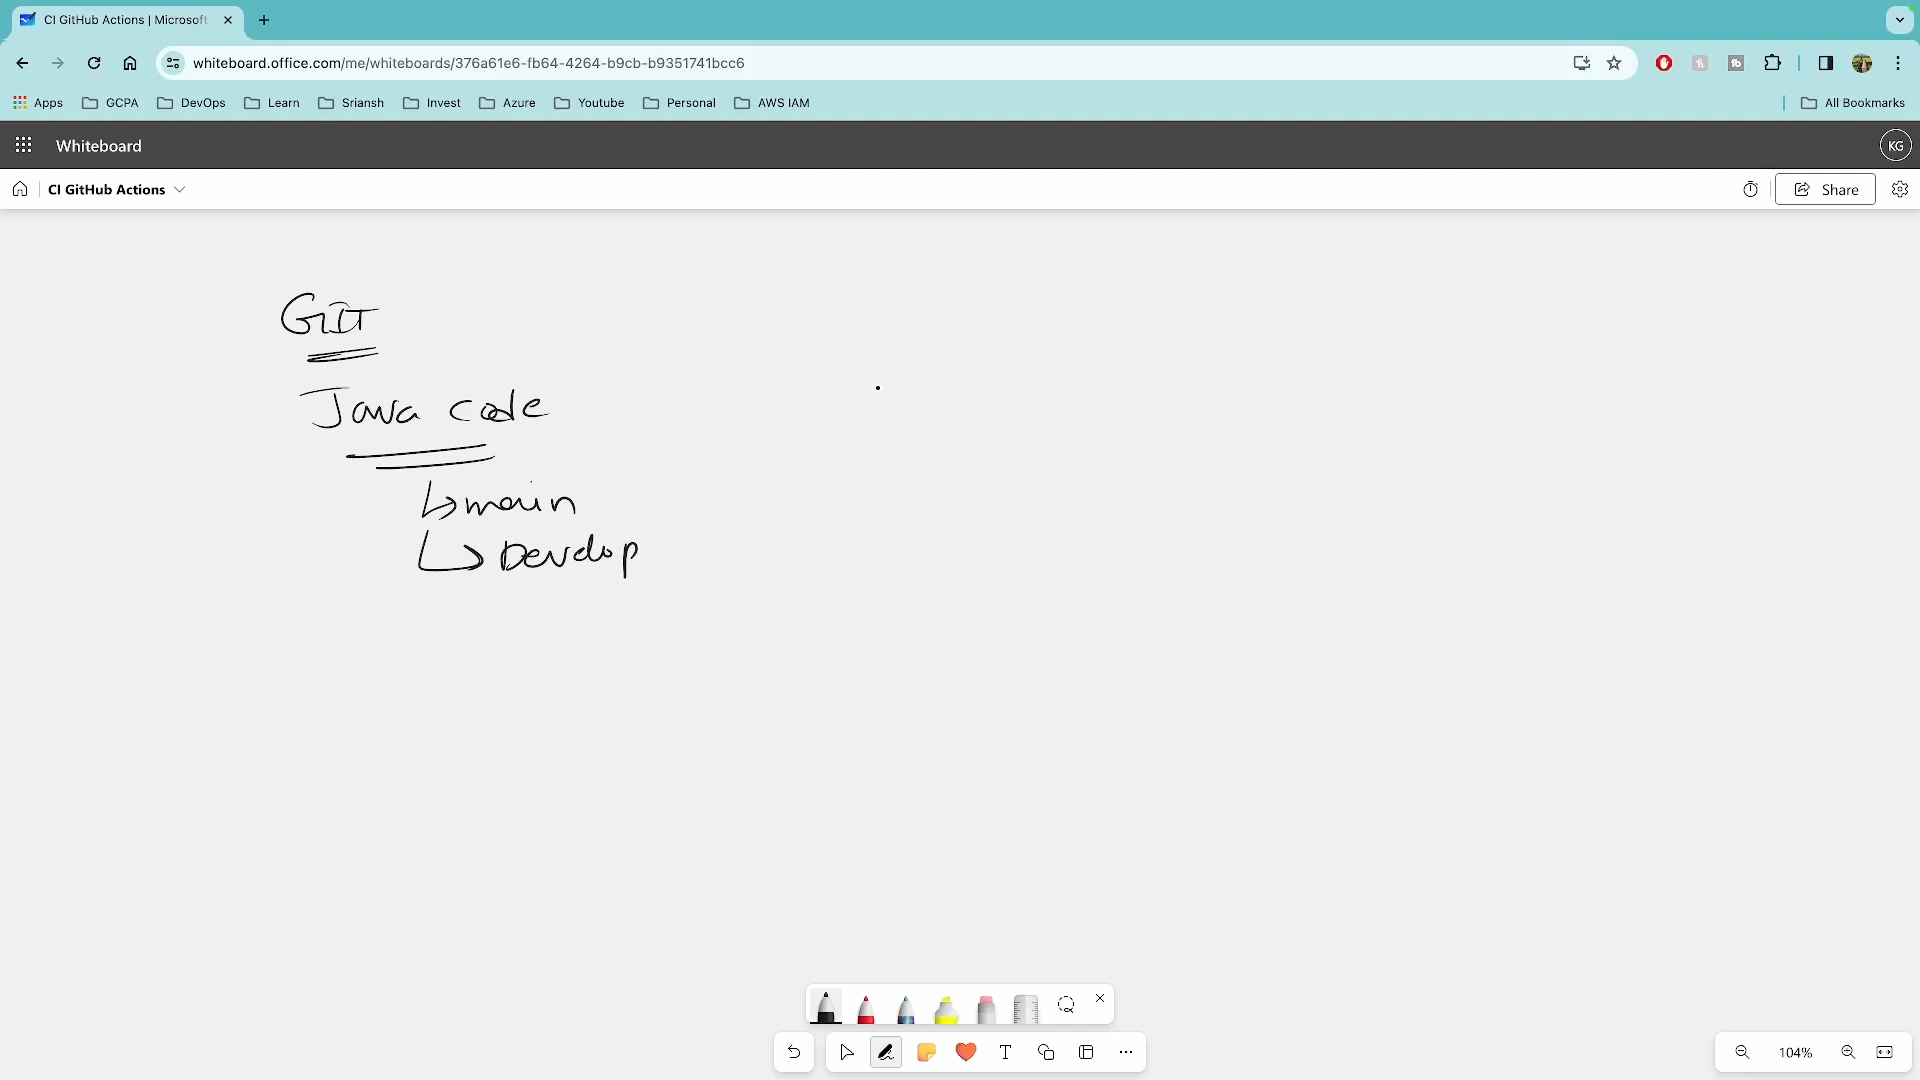 CI GitHub Actions | Microsoft
whiteboard.office.com/me/whiteboards/376a61e6-fb64-4264-b9cb-b9351741bcc6
Apps GCPA DevOps Learn Sriansh Invest Azure Youtube Personal AWS IAM All Bookmarks
Whiteboard KG
CI GitHub Actions Share
GIT
Java code
main
Develop
T 104%